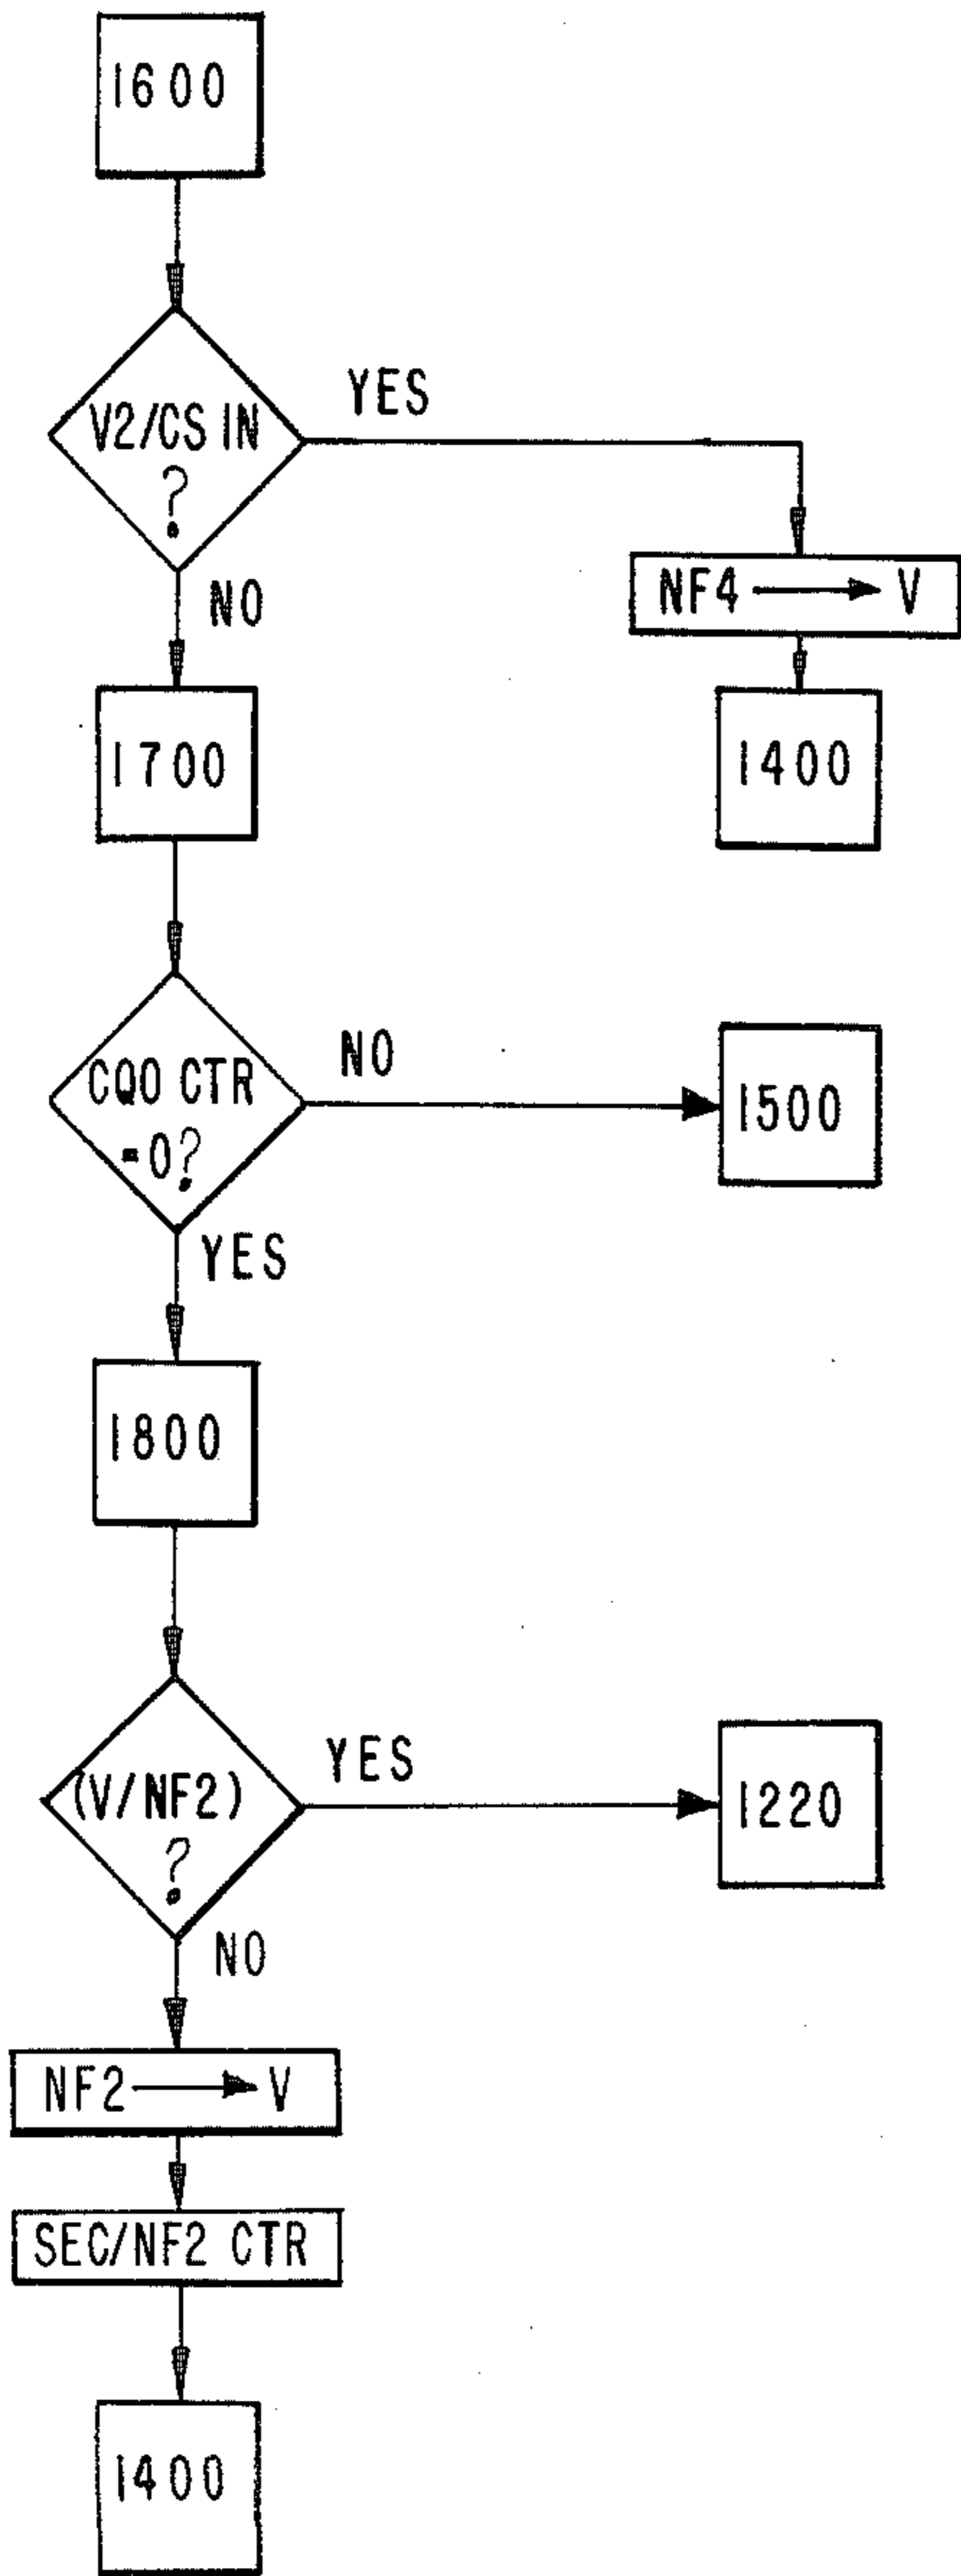 1600
V2/CS IN
?
YES
NO
NF4 → V
1700
1400
CQO CTR
=0?
NO
1500
YES
1800
(V/NF2)
?
YES
1220
NO
NF2 → V
SEC/NF2 CTR
1400